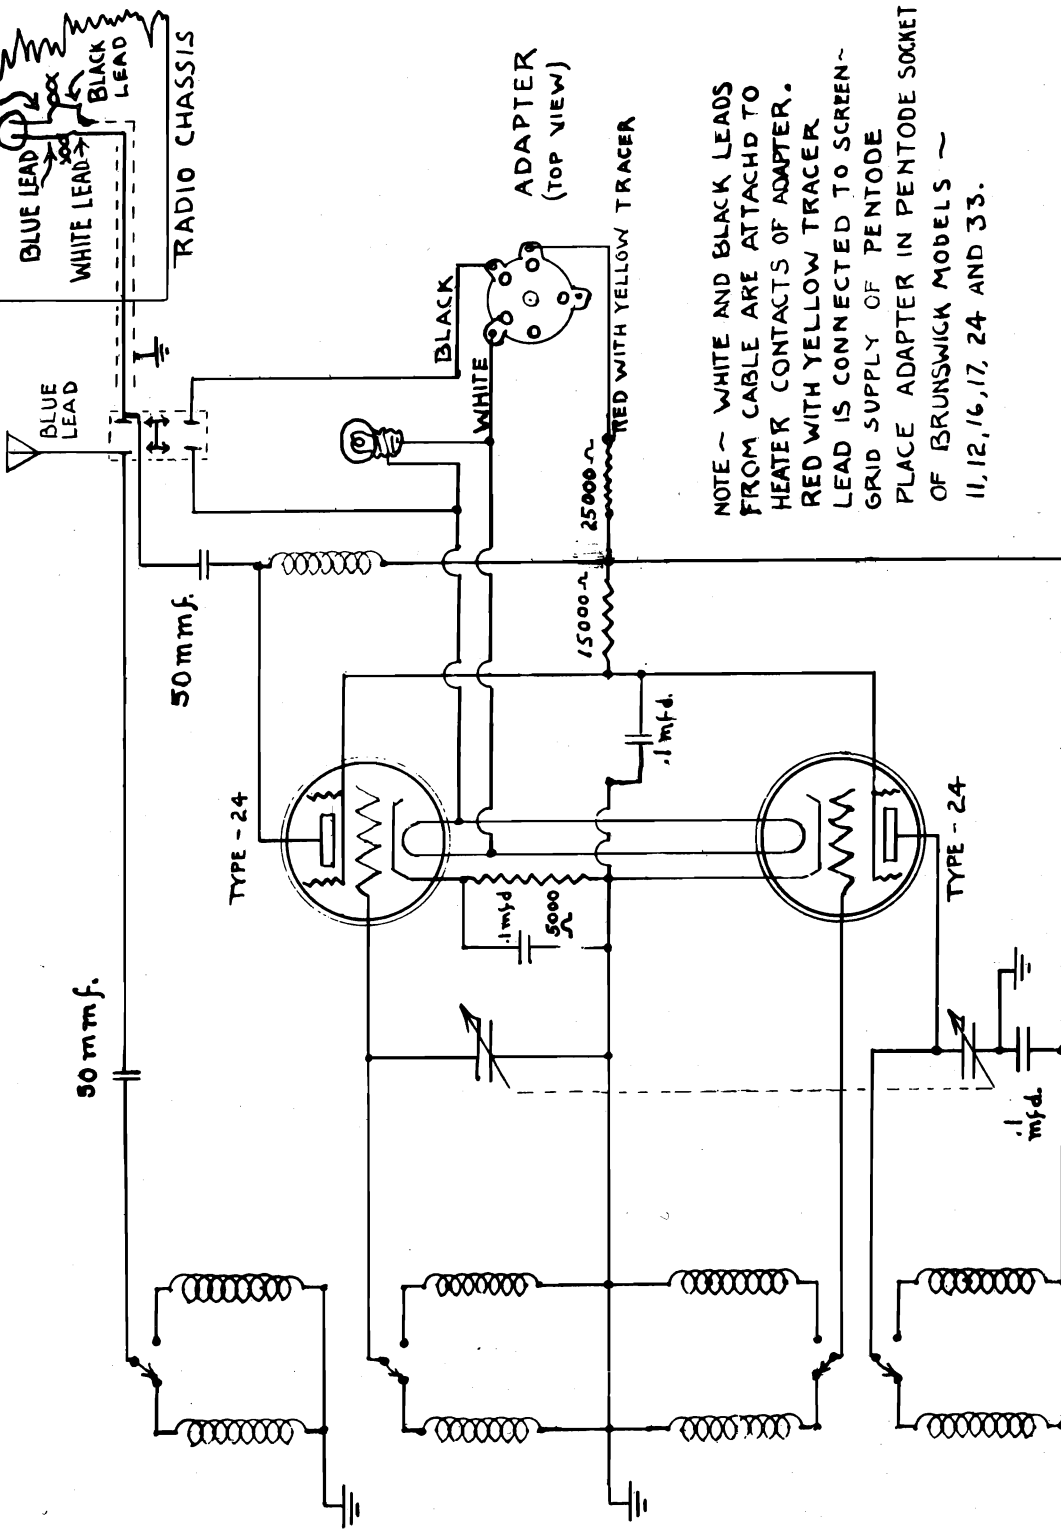 BLUE LEAD
WHITE LEAD
BLACK
LEAD
RADIO CHASSIS
BLUE
LEAD
ADAPTER
(TOP VIEW)
BLACK
WHITE
RED WITH YELLOW TRACER
25000Ω
15000Ω
50mmf.
50mmf.
TYPE-24
.1mfd.
.1mfd
5000
Ω
TYPE-24
.1
mfd.
NOTE ~ WHITE AND BLACK LEADS
FROM CABLE ARE ATTACHD TO
HEATER CONTACTS OF ADAPTER.
RED WITH YELLOW TRACER
LEAD IS CONNECTED TO SCREEN-
GRID SUPPLY OF PENTODE
PLACE ADAPTER IN PENTODE SOCKET
OF BRUNSWICK MODELS ~
11,12,16,17,24 AND 33.